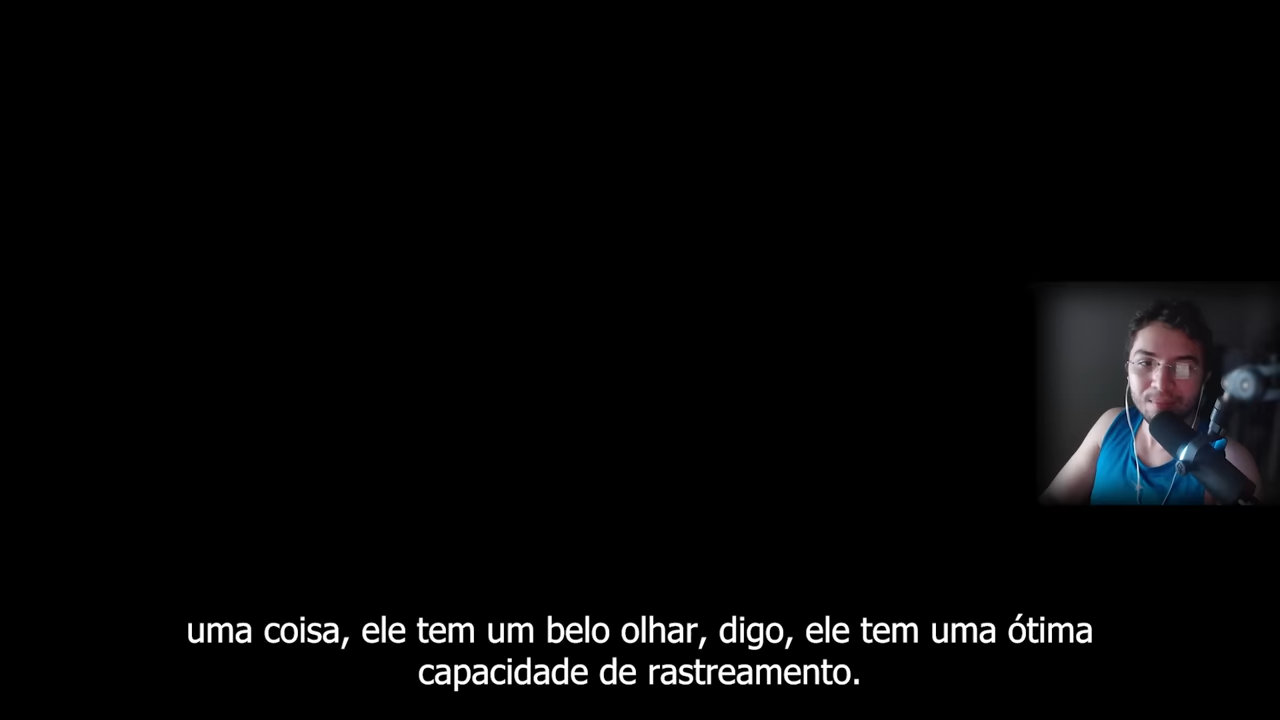 uma coisa, ele tem um belo olhar, digo, ele tem uma ótima
capacidade de rastreamento.